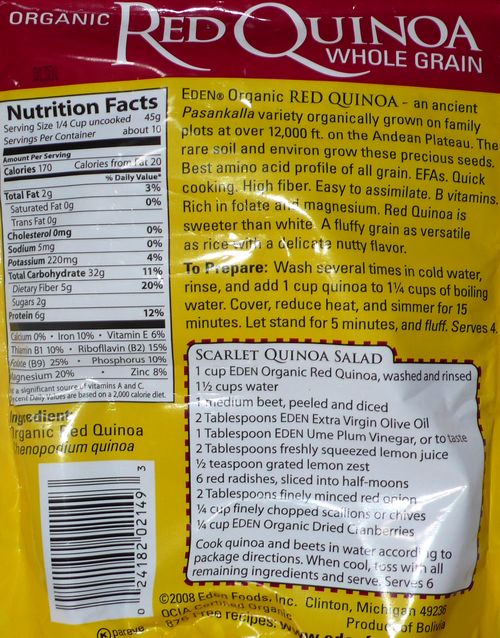 ORGANIC RED QUINOA
WHOLE GRAIN
Nutrition Facts
Serving Size 1/4 Cup uncooked 45g
Servings Per Container about 10
Amount Per Serving
Calories 170 Calories from Fat 20
% Daily Value*
Total Fat 2g 3%
Saturated Fat 0g 0%
Trans Fat 0g
Cholesterol 0mg 0%
Sodium 5mg 0%
Potassium 220mg 4%
Total Carbohydrate 32g 11%
Dietary Fiber 5g 20%
Sugars 2g
Protein 6g 12%
Calcium 0% • Iron 10% • Vitamin E 6%
Thiamin B1 10% • Riboflavin (B2) 15%
Folate (B9) 25% • Phosphorus 10%
Magnesium 20% • Zinc 8%
a significant source of vitamins A and C.
Daily Values are based on a 2,000 calorie diet.
Ingredient
Organic Red Quinoa
Chenopodium quinoa
0 24182 02149 3
K pareve
EDEN® Organic RED QUINOA - an ancient
Pasankalla variety organically grown on family
plots at over 12,000 ft. on the Andean Plateau. The
rare soil and environ grow these precious seeds.
Best amino acid profile of all grain. EFAs. Quick
cooking. High fiber. Easy to assimilate. B vitamins.
Rich in folate and magnesium. Red Quinoa is
sweeter than white. A fluffy grain as versatile
as rice with a delicate nutty flavor.
To Prepare: Wash several times in cold water,
rinse, and add 1 cup quinoa to 1¼ cups of boiling
water. Cover, reduce heat, and simmer for 15
minutes. Let stand for 5 minutes, and fluff. Serves 4.
SCARLET QUINOA SALAD
1 cup EDEN Organic Red Quinoa, washed and rinsed
1½ cups water
1 medium beet, peeled and diced
2 Tablespoons EDEN Extra Virgin Olive Oil
1 Tablespoon EDEN Ume Plum Vinegar, or to taste
2 Tablespoons freshly squeezed lemon juice
½ teaspoon grated lemon zest
6 red radishes, sliced into half-moons
2 Tablespoons finely minced red onion
¼ cup finely chopped scallions or chives
¼ cup EDEN Organic Dried Cranberries
Cook quinoa and beets in water according to
package directions. When cool, toss with all
remaining ingredients and serve. Serves 6
©2008 Eden Foods, Inc. Clinton, Michigan 49236
OCIA Certified Organic Product of Bolivia
Free recipes: